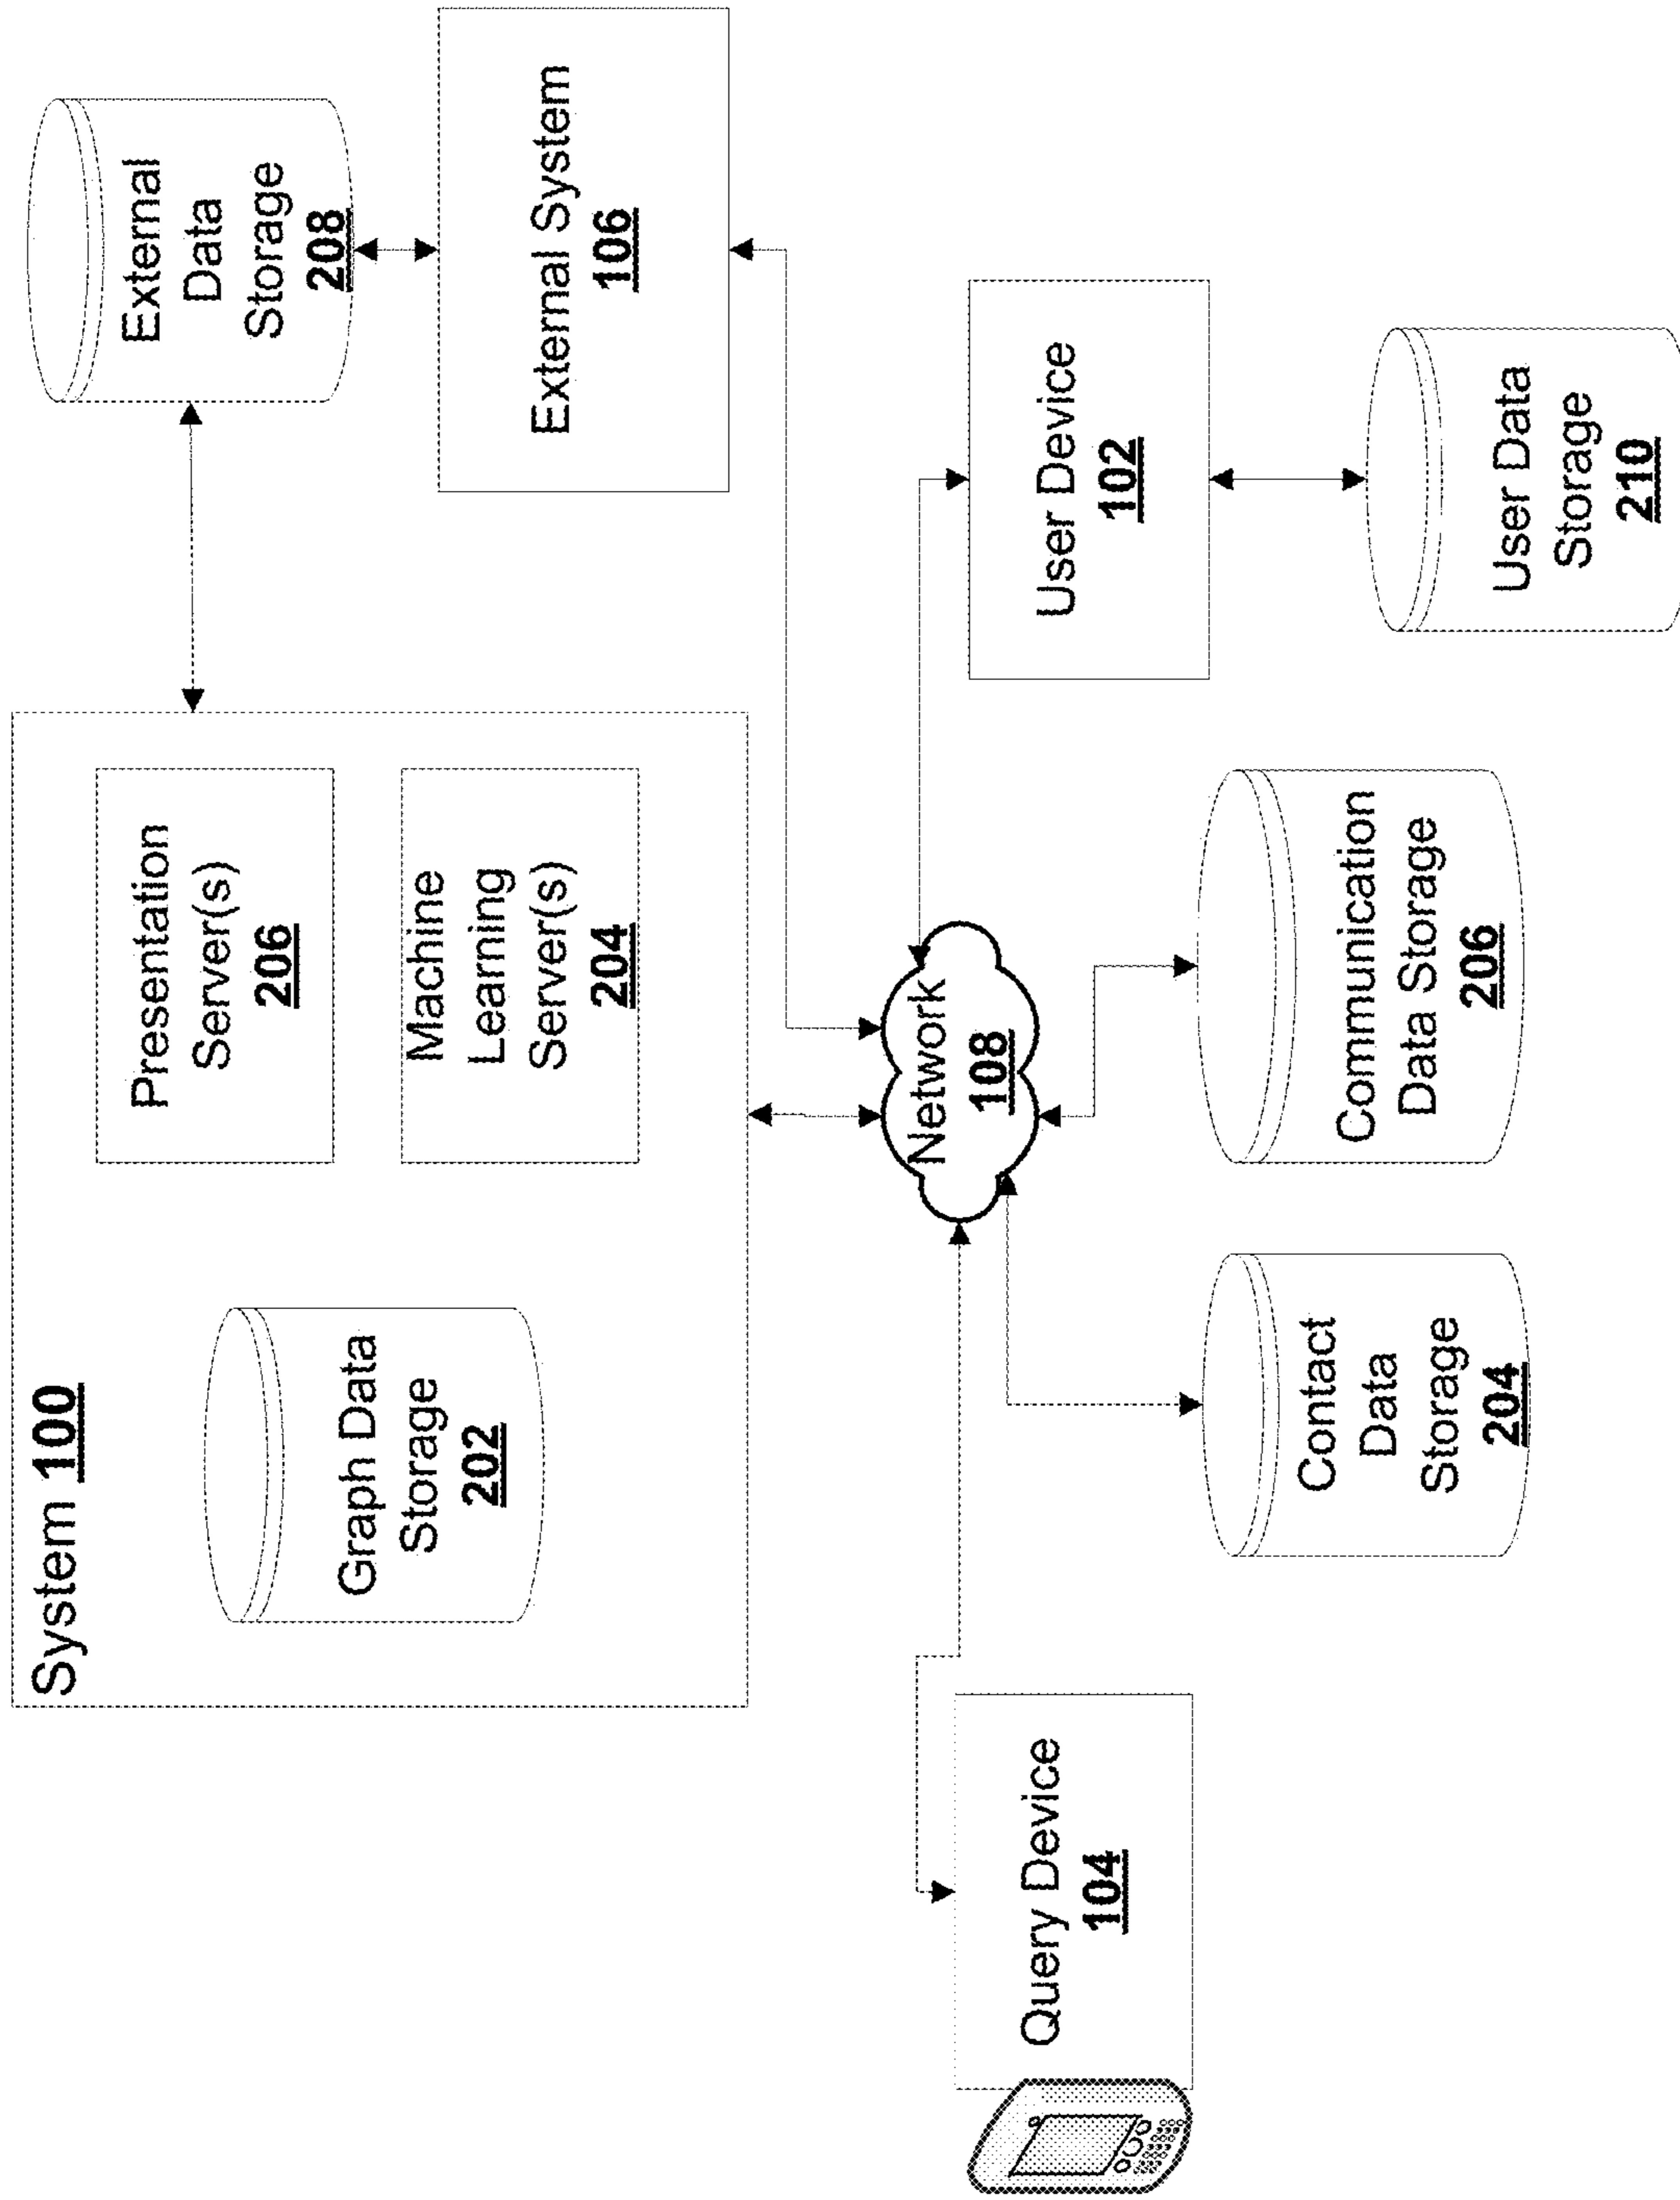 System 100
Graph Data
Storage
202
Presentation
Server(s)
206
Machine
Learning
Server(s)
204
External
Data
Storage
208
External System
106
Network
108
Query Device
104
Contact
Data
Storage
204
Communication
Data Storage
206
User Device
102
User Data
Storage
210